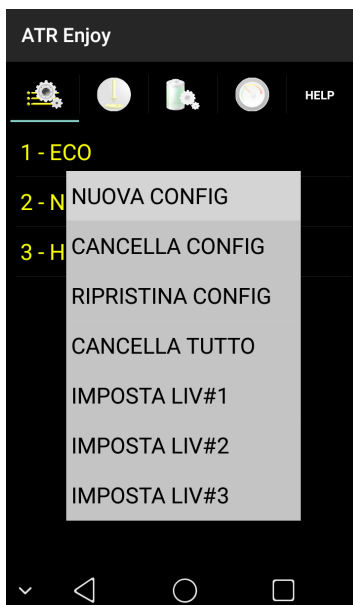 ATR Enjoy
HELP
1 - ECO
2 - N
3 - H
NUOVA CONFIG
CANCELLA CONFIG
RIPRISTINA CONFIG
CANCELLA TUTTO
IMPOSTA LIV#1
IMPOSTA LIV#2
IMPOSTA LIV#3